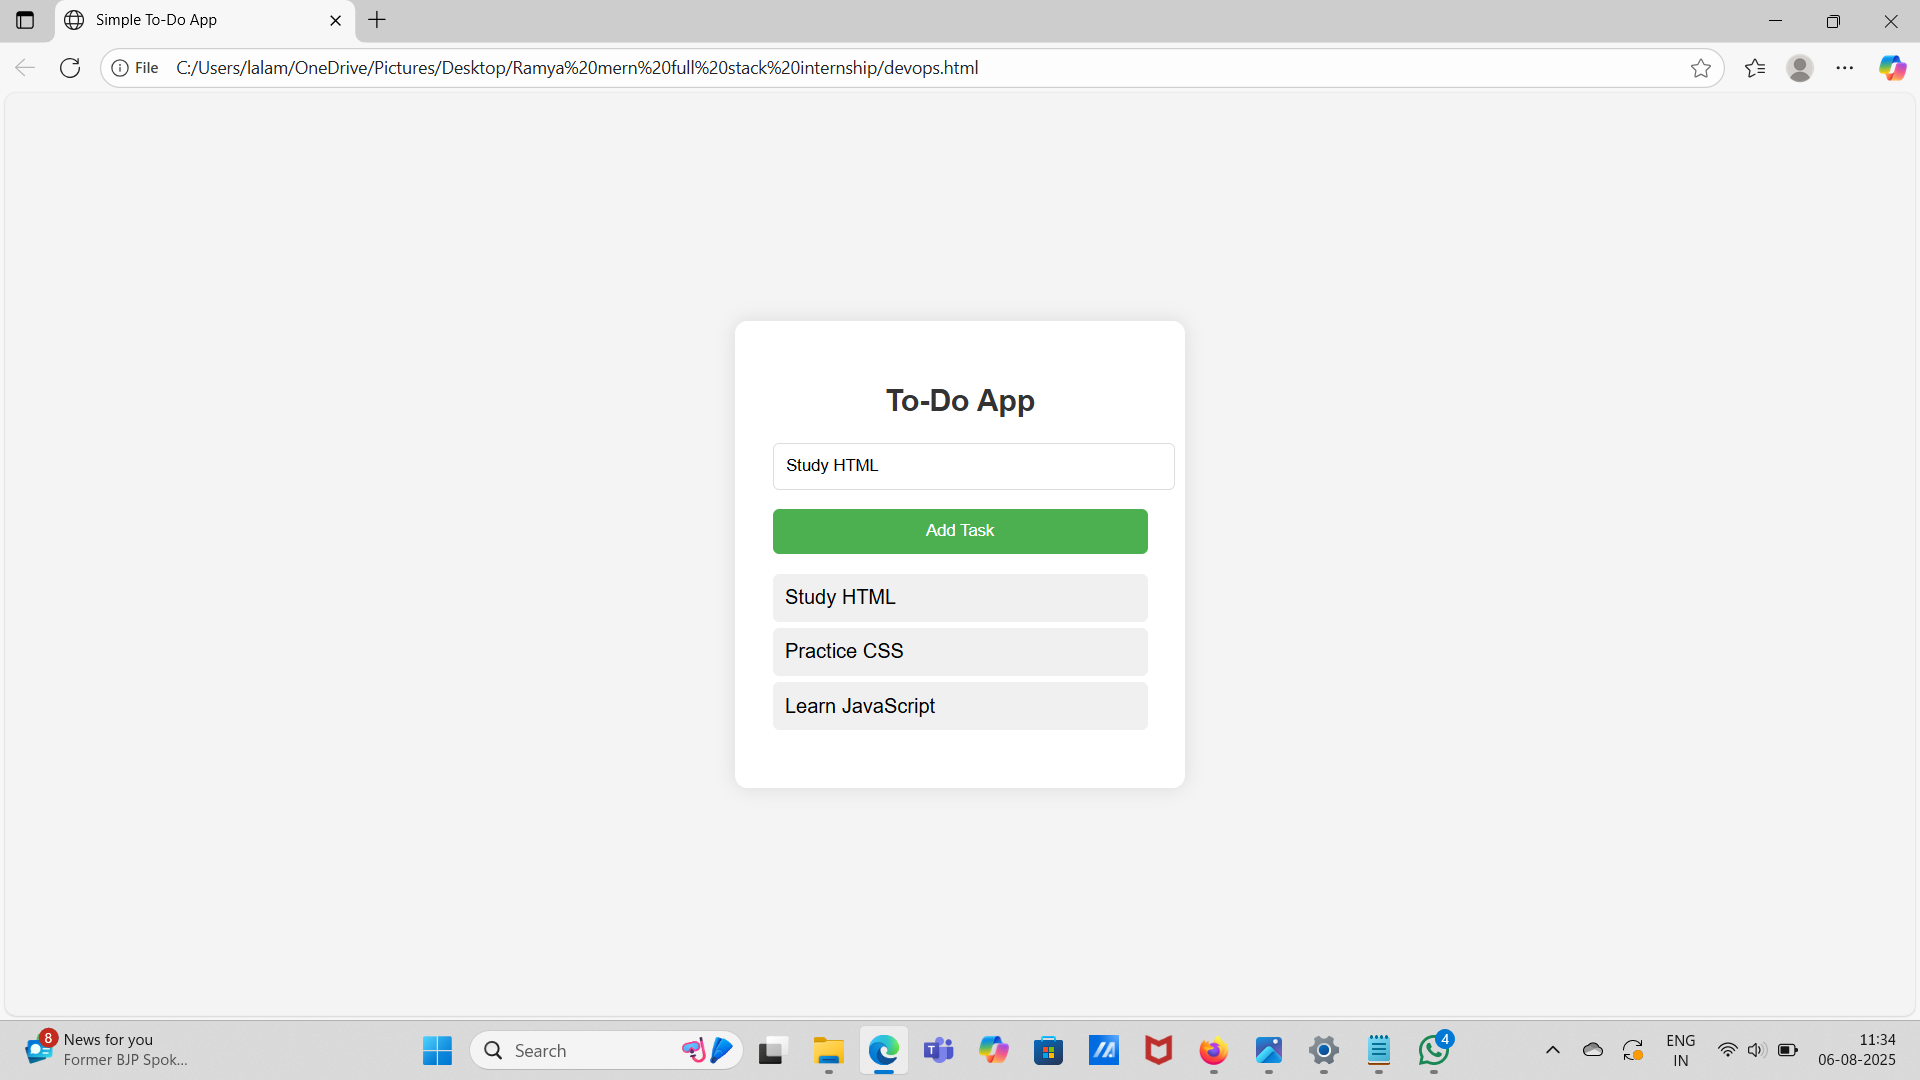 Simple To-Do App
File
C:/Users/lalam/OneDrive/Pictures/Desktop/Ramya%20mern%20full%20stack%20internship/devops.html
To-Do App
Study HTML
Add Task
Study HTML
Practice CSS
Learn JavaScript
8
News for you
Former BJP Spok...
Search
4
ENG
IN
11:34
06-08-2025